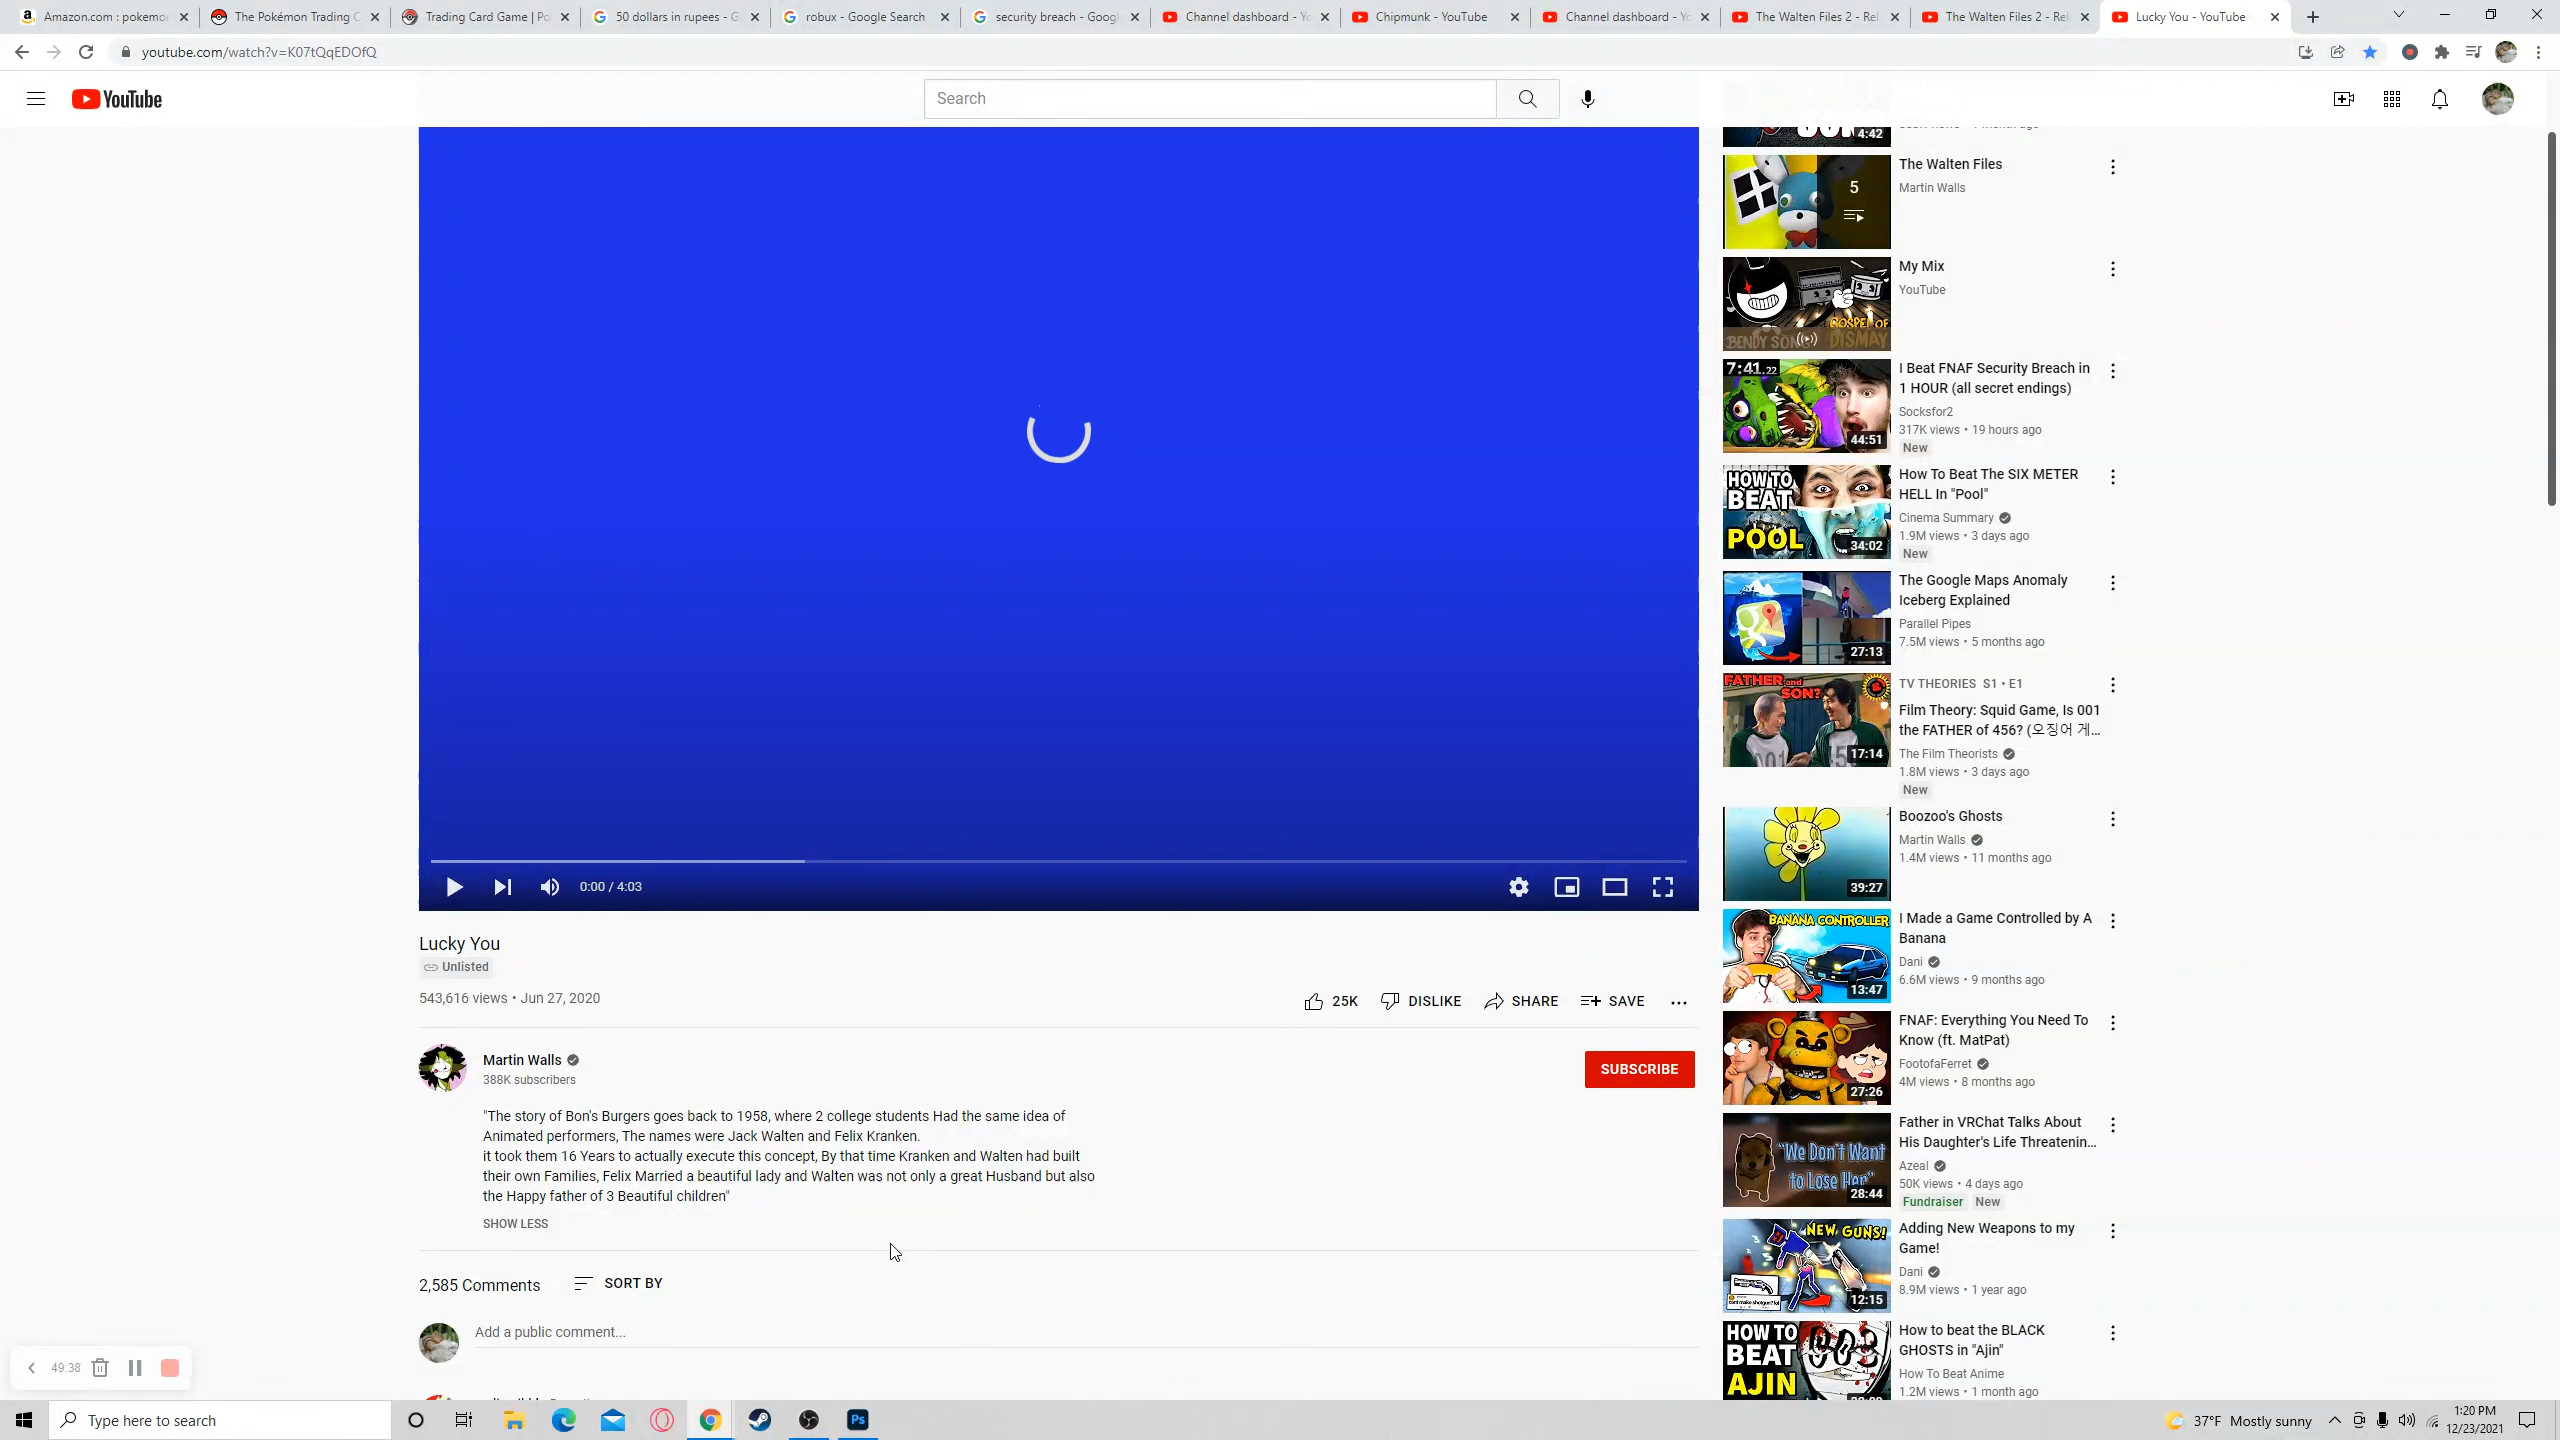 Amazon.com : pokemon
The Pokémon Trading C
Trading Card Game | Po
50 dollars in rupees - G
robux - Google Search
security breach - Googl
Channel dashboard - Yo
Chipmunk - YouTube
Channel dashboard - Yo
The Walten Files 2 - Rel
The Walten Files 2 - Rel
Lucky You - YouTube
youtube.com/watch?v=K07tQqEDOfQ
YouTube
Search
4:42
The Walten Files
Martin Walls
5
My Mix
YouTube
BENDY SONG
GOSPEL OF
DISMAY
7:41.22
44:51
I Beat FNAF Security Breach in
1 HOUR (all secret endings)
Socksfor2
317K views • 19 hours ago
New
HOW TO
BEAT
POOL
34:02
How To Beat The SIX METER
HELL In "Pool"
Cinema Summary
1.9M views • 3 days ago
New
27:13
The Google Maps Anomaly
Iceberg Explained
Parallel Pipes
7.5M views • 5 months ago
FATHER and
SON?
17:14
TV THEORIES S1 • E1
Film Theory: Squid Game, Is 001
the FATHER of 456? (오징어 게...
The Film Theorists
1.8M views • 3 days ago
New
39:27
Boozoo's Ghosts
Martin Walls
1.4M views • 11 months ago
BANANA CONTROLLER
13:47
I Made a Game Controlled by A
Banana
Dani
6.6M views • 9 months ago
27:26
FNAF: Everything You Need To
Know (ft. MatPat)
FootofaFerret
4M views • 8 months ago
"We Don't Want
to Lose Her"
28:44
Father in VRChat Talks About
His Daughter's Life Threatenin...
Azeal
50K views • 4 days ago
Fundraiser New
NEW GUNS!
12:15
Adding New Weapons to my
Game!
Dani
8.9M views • 1 year ago
HOW TO
BEAT
AJIN
How to beat the BLACK
GHOSTS in "Ajin"
How To Beat Anime
1.2M views • 1 month ago
0:00 / 4:03
Lucky You
Unlisted
543,616 views • Jun 27, 2020
25K
DISLIKE
SHARE
SAVE
Martin Walls
388K subscribers
SUBSCRIBE
"The story of Bon's Burgers goes back to 1958, where 2 college students Had the same idea of
Animated performers, The names were Jack Walten and Felix Kranken.
it took them 16 Years to actually execute this concept, By that time Kranken and Walten had built
their own Families, Felix Married a beautiful lady and Walten was not only a great Husband but also
the Happy father of 3 Beautiful children"
SHOW LESS
2,585 Comments
SORT BY
Add a public comment...
49:38
Type here to search
Ps
37°F Mostly sunny
1:20 PM
12/23/2021